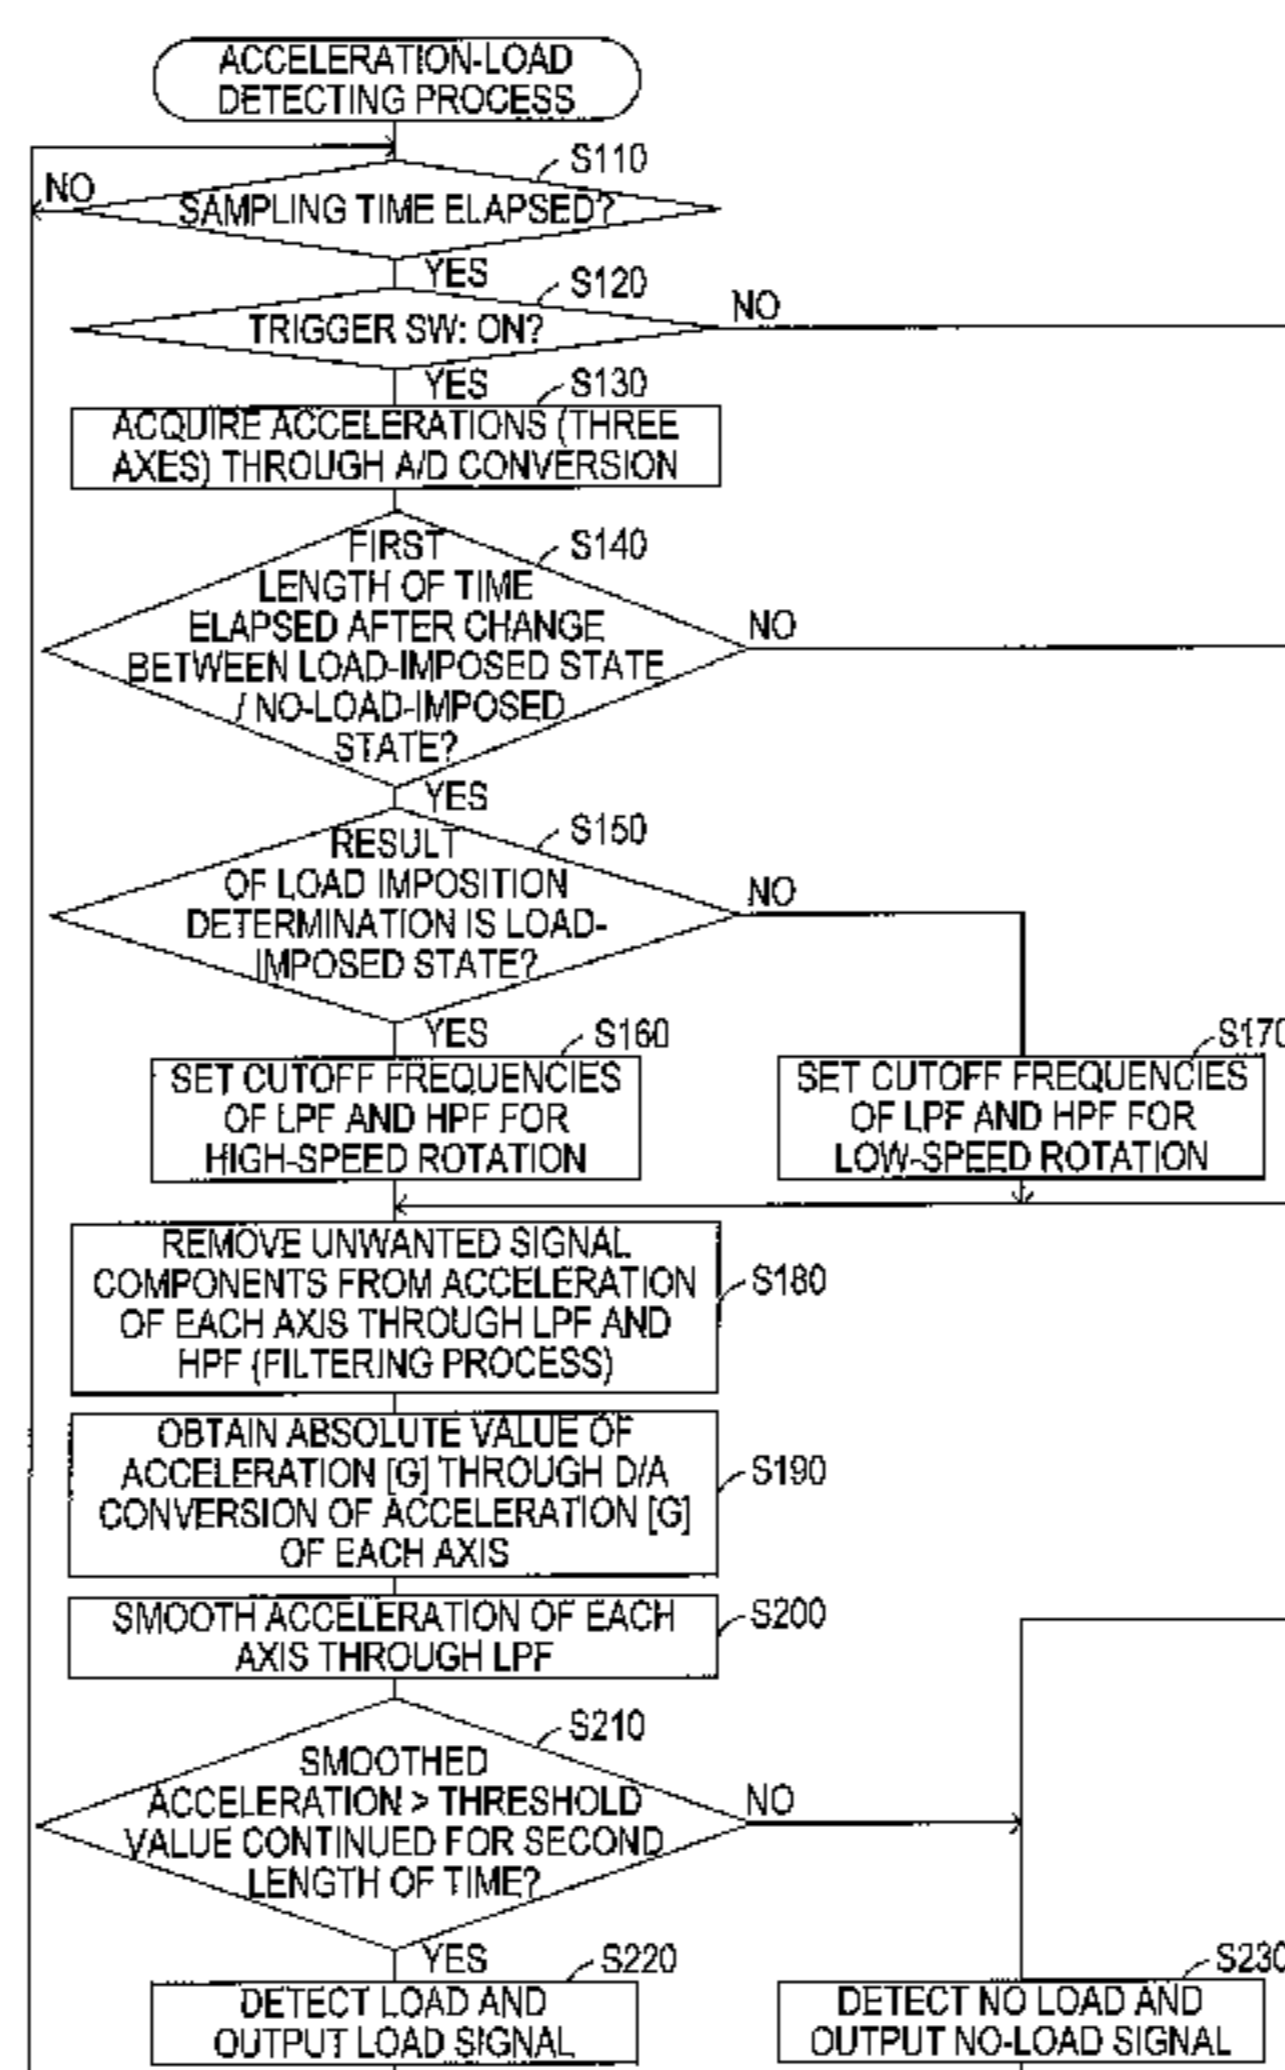 ACCELERATION-LOAD
DETECTING PROCESS
S110
NO
SAMPLING TIME ELAPSED?
YES
S120
NO
TRIGGER SW: ON?
YES
S130
ACQUIRE ACCELERATIONS (THREE
AXES) THROUGH A/D CONVERSION
S140
FIRST
LENGTH OF TIME
ELAPSED AFTER CHANGE
BETWEEN LOAD-IMPOSED STATE
/ NO-LOAD-IMPOSED
STATE?
NO
YES
S150
RESULT
OF LOAD IMPOSITION
DETERMINATION IS LOAD-
IMPOSED STATE?
NO
YES
S160
SET CUTOFF FREQUENCIES
OF LPF AND HPF FOR
HIGH-SPEED ROTATION
S170
SET CUTOFF FREQUENCIES
OF LPF AND HPF FOR
LOW-SPEED ROTATION
REMOVE UNWANTED SIGNAL
COMPONENTS FROM ACCELERATION
OF EACH AXIS THROUGH LPF AND
HPF (FILTERING PROCESS)
S180
OBTAIN ABSOLUTE VALUE OF
ACCELERATION [G] THROUGH D/A
CONVERSION OF ACCELERATION [G]
OF EACH AXIS
S190
SMOOTH ACCELERATION OF EACH
AXIS THROUGH LPF
S200
S210
SMOOTHED
ACCELERATION > THRESHOLD
VALUE CONTINUED FOR SECOND
LENGTH OF TIME?
NO
YES
S220
DETECT LOAD AND
OUTPUT LOAD SIGNAL
S230
DETECT NO LOAD AND
OUTPUT NO-LOAD SIGNAL